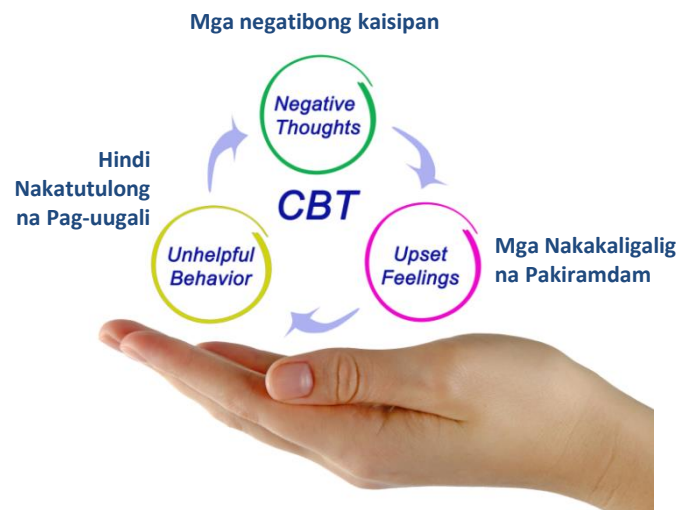 Mga negatibong kaisipan
Negative
Thoughts
Hindi
Nakatutulong
na Pag-uugali
CBT
Unhelpful
Behavior
Upset
Feelings
Mga Nakakaligalig
na Pakiramdam